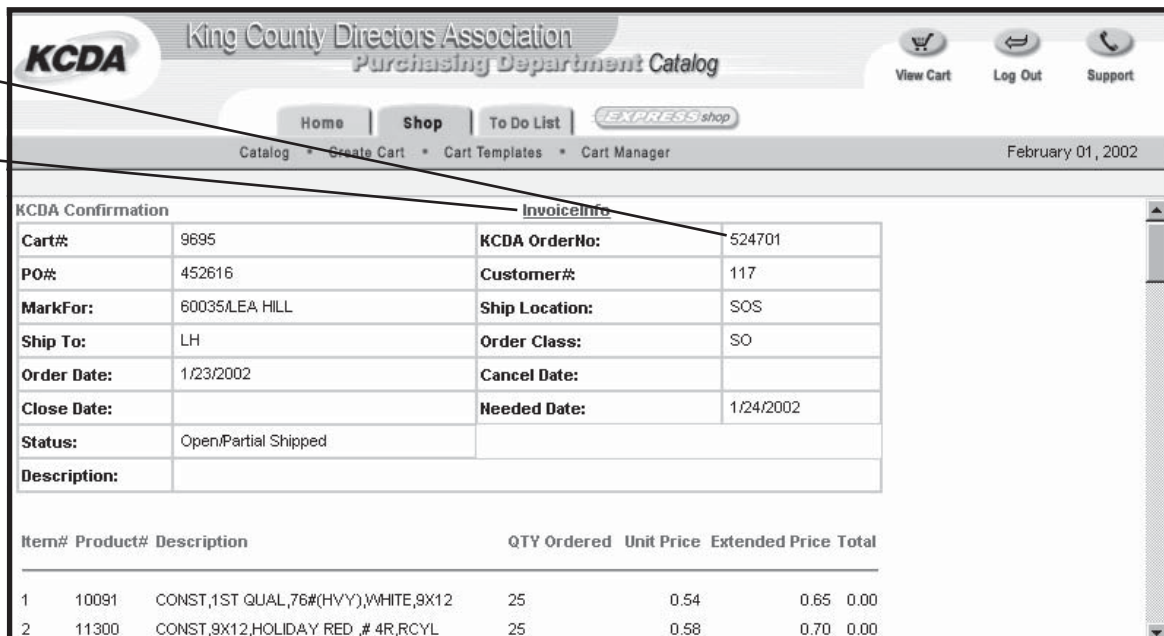 KCDA
King County Directors Association
Purchasing Department Catalog
View Cart Log Out Support
Home Shop To Do List EXPRESS shop
Catalog • Create Cart • Cart Templates • Cart Manager February 01, 2002
KCDA Confirmation InvoiceInfo
Cart#: 9695 KCDA OrderNo: 524701
PO#: 452616 Customer#: 117
MarkFor: 60035/LEA HILL Ship Location: SOS
Ship To: LH Order Class: SO
Order Date: 1/23/2002 Cancel Date:
Close Date: Needed Date: 1/24/2002
Status: Open/Partial Shipped
Description:
Item# Product# Description QTY Ordered Unit Price Extended Price Total
1 10091 CONST,1ST QUAL,76#(HVY),WHITE,9X12 25 0.54 0.65 0.00
2 11300 CONST,9X12,HOLIDAY RED ,# 4R,RCYL 25 0.58 0.70 0.00